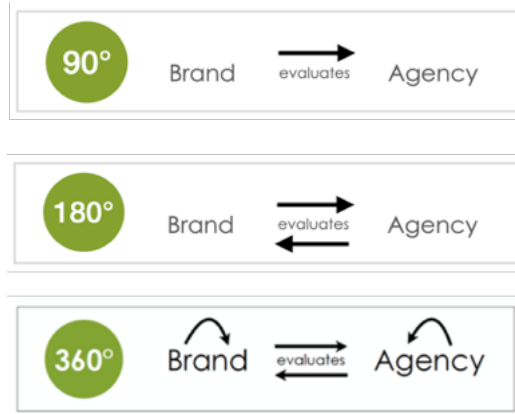 90° Brand evaluates Agency
180° Brand evaluates Agency
360° Brand evaluates Agency